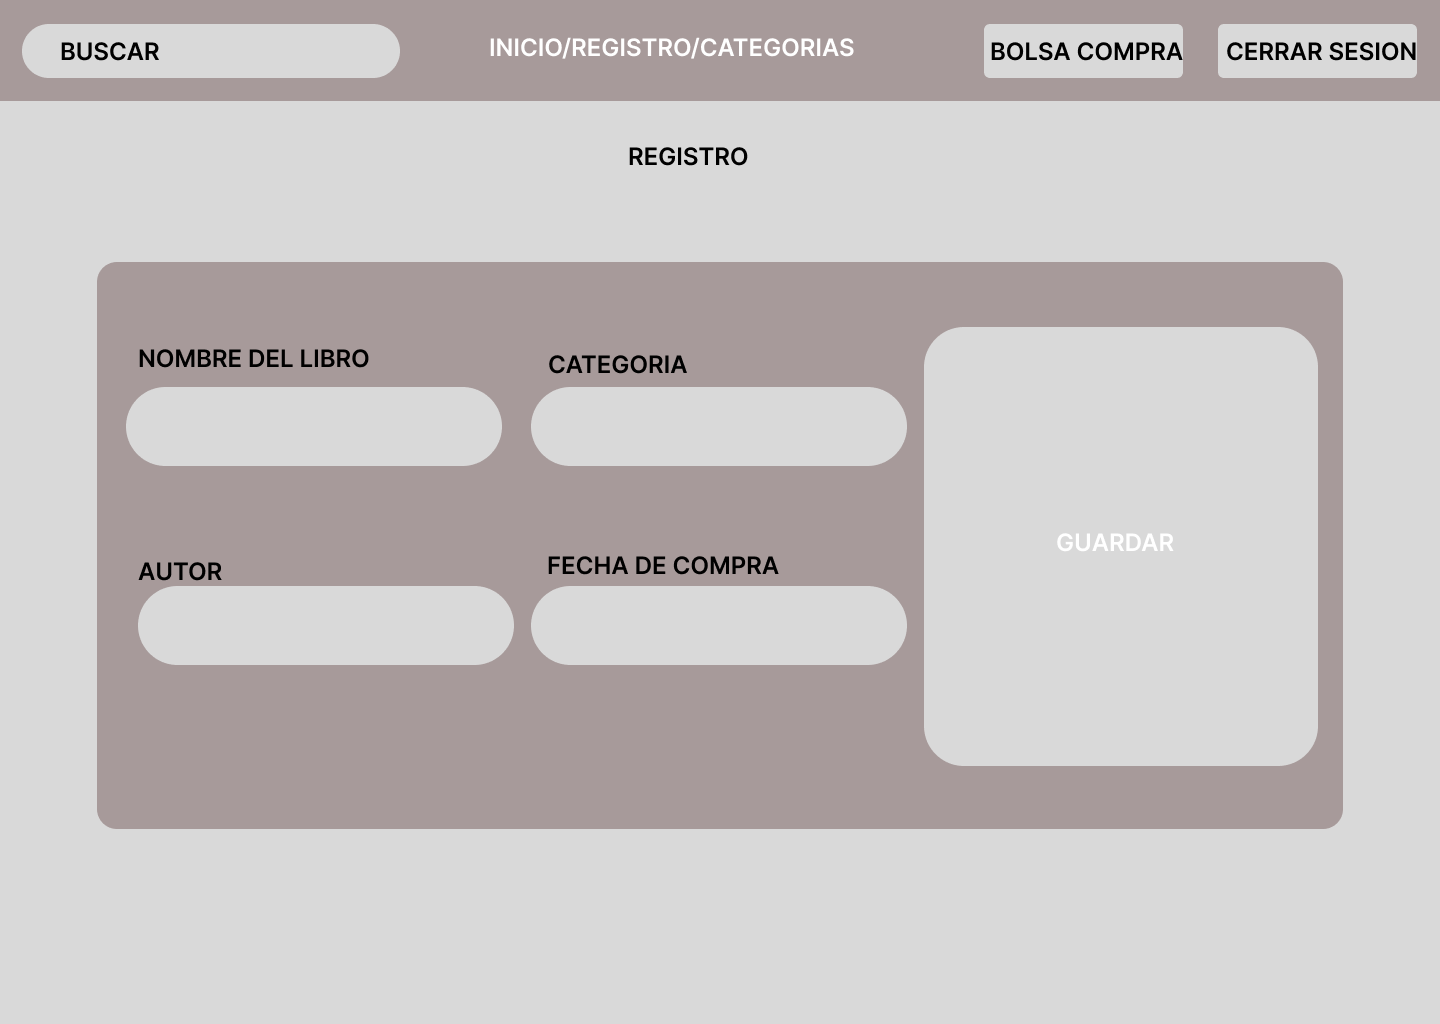 BUSCAR
INICIO/REGISTRO/CATEGORIAS
BOLSA COMPRA
CERRAR SESION
REGISTRO
NOMBRE DEL LIBRO
CATEGORIA
AUTOR
FECHA DE COMPRA
GUARDAR